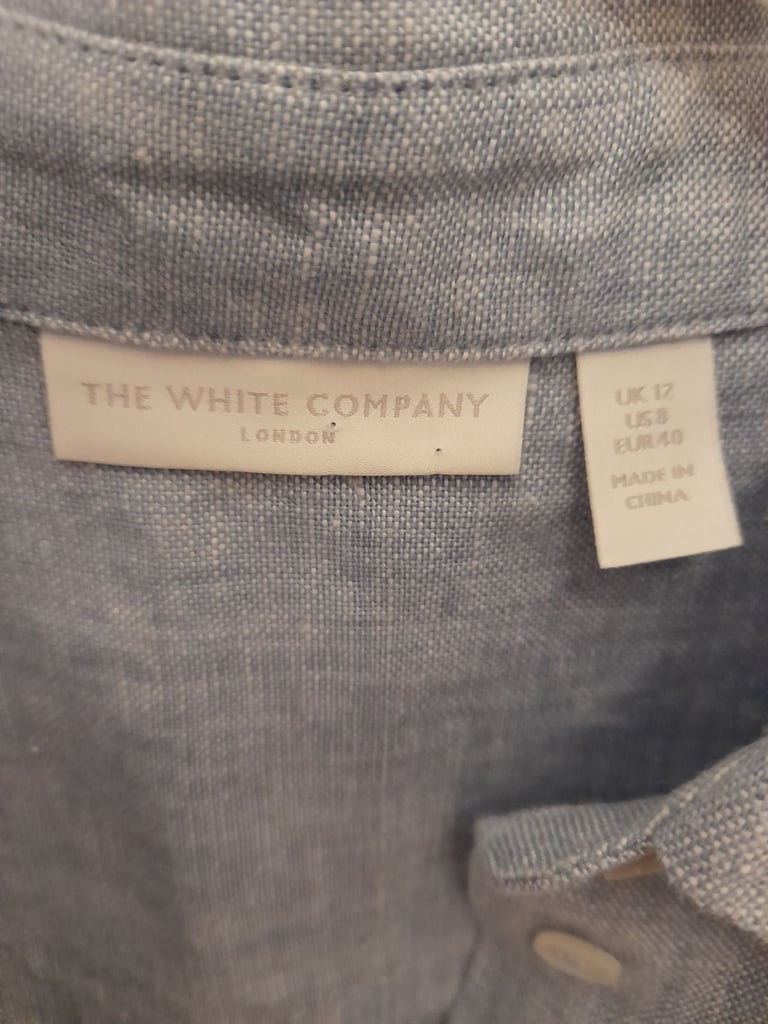 THE WHITE COMPANY
LONDON
UK 12
US 8
EUR 40
MADE IN
CHINA